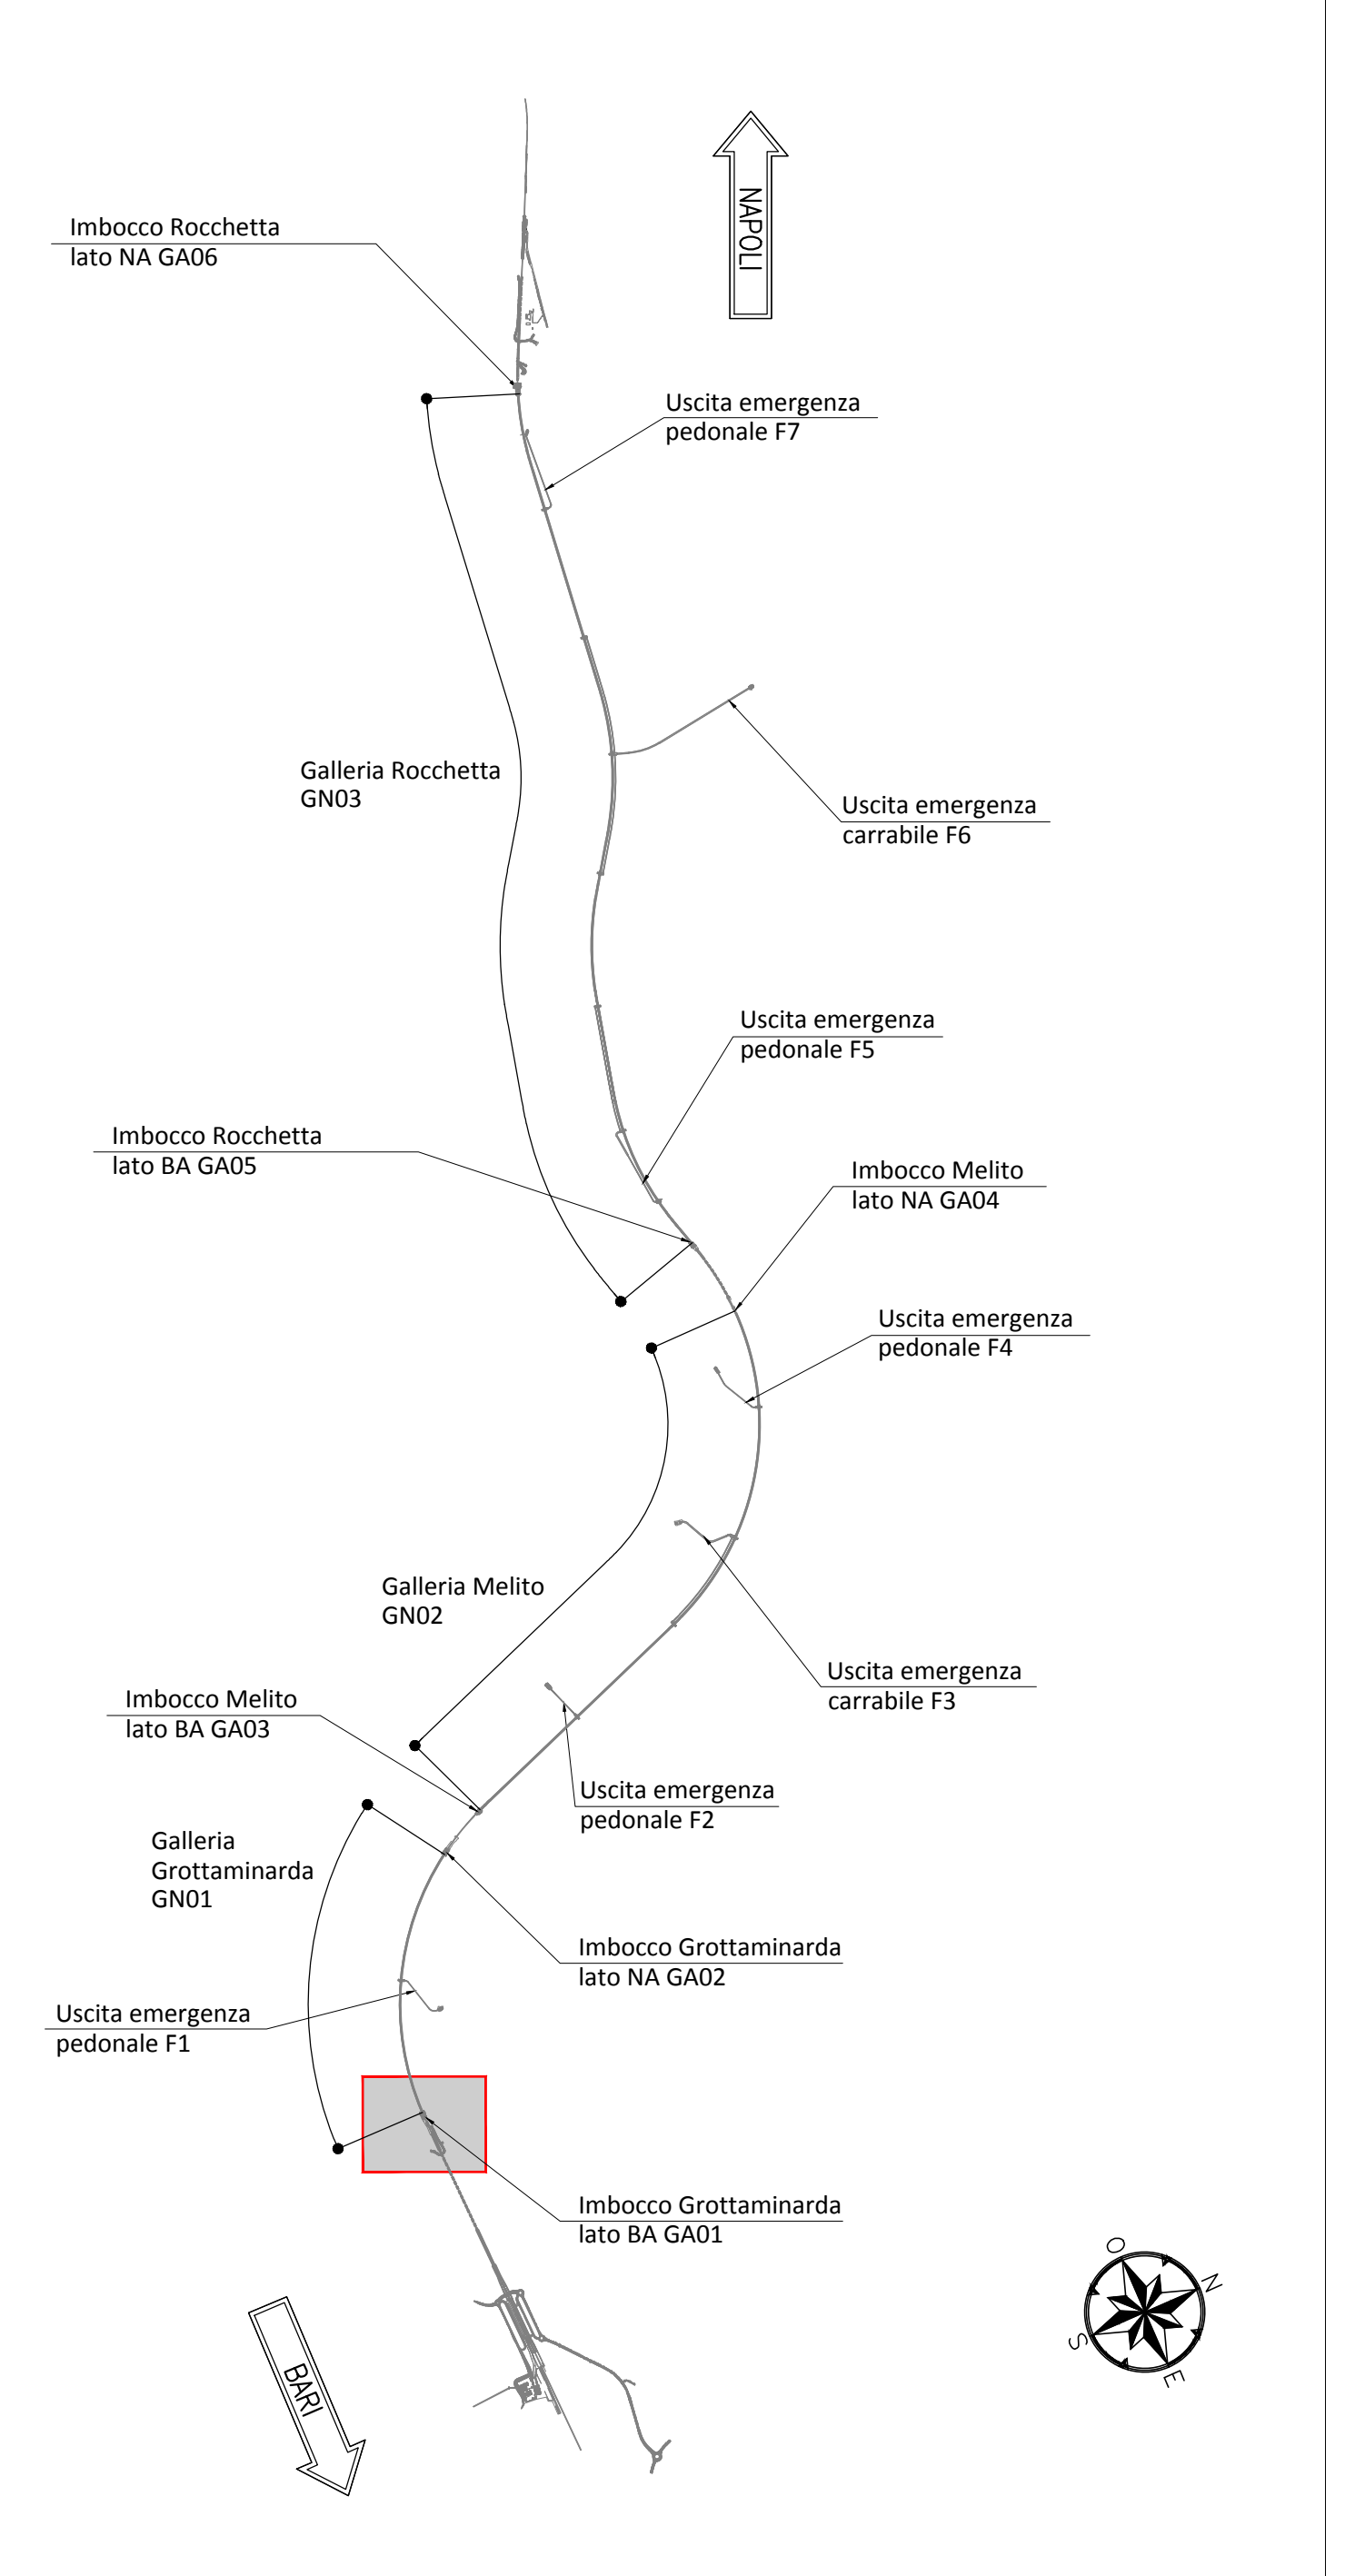 NAPOLI
Imbocco Rocchetta
lato NA GA06
Uscita emergenza
pedonale F7
Galleria Rocchetta
GN03
Uscita emergenza
carrabile F6
Uscita emergenza
pedonale F5
Imbocco Rocchetta
lato BA GA05
Imbocco Melito
lato NA GA04
Uscita emergenza
pedonale F4
Galleria Melito
GN02
Uscita emergenza
carrabile F3
Imbocco Melito
lato BA GA03
Uscita emergenza
pedonale F2
Galleria
Grottaminarda
GN01
Imbocco Grottaminarda
lato NA GA02
Uscita emergenza
pedonale F1
Imbocco Grottaminarda
lato BA GA01
BARI
O
N
S
E